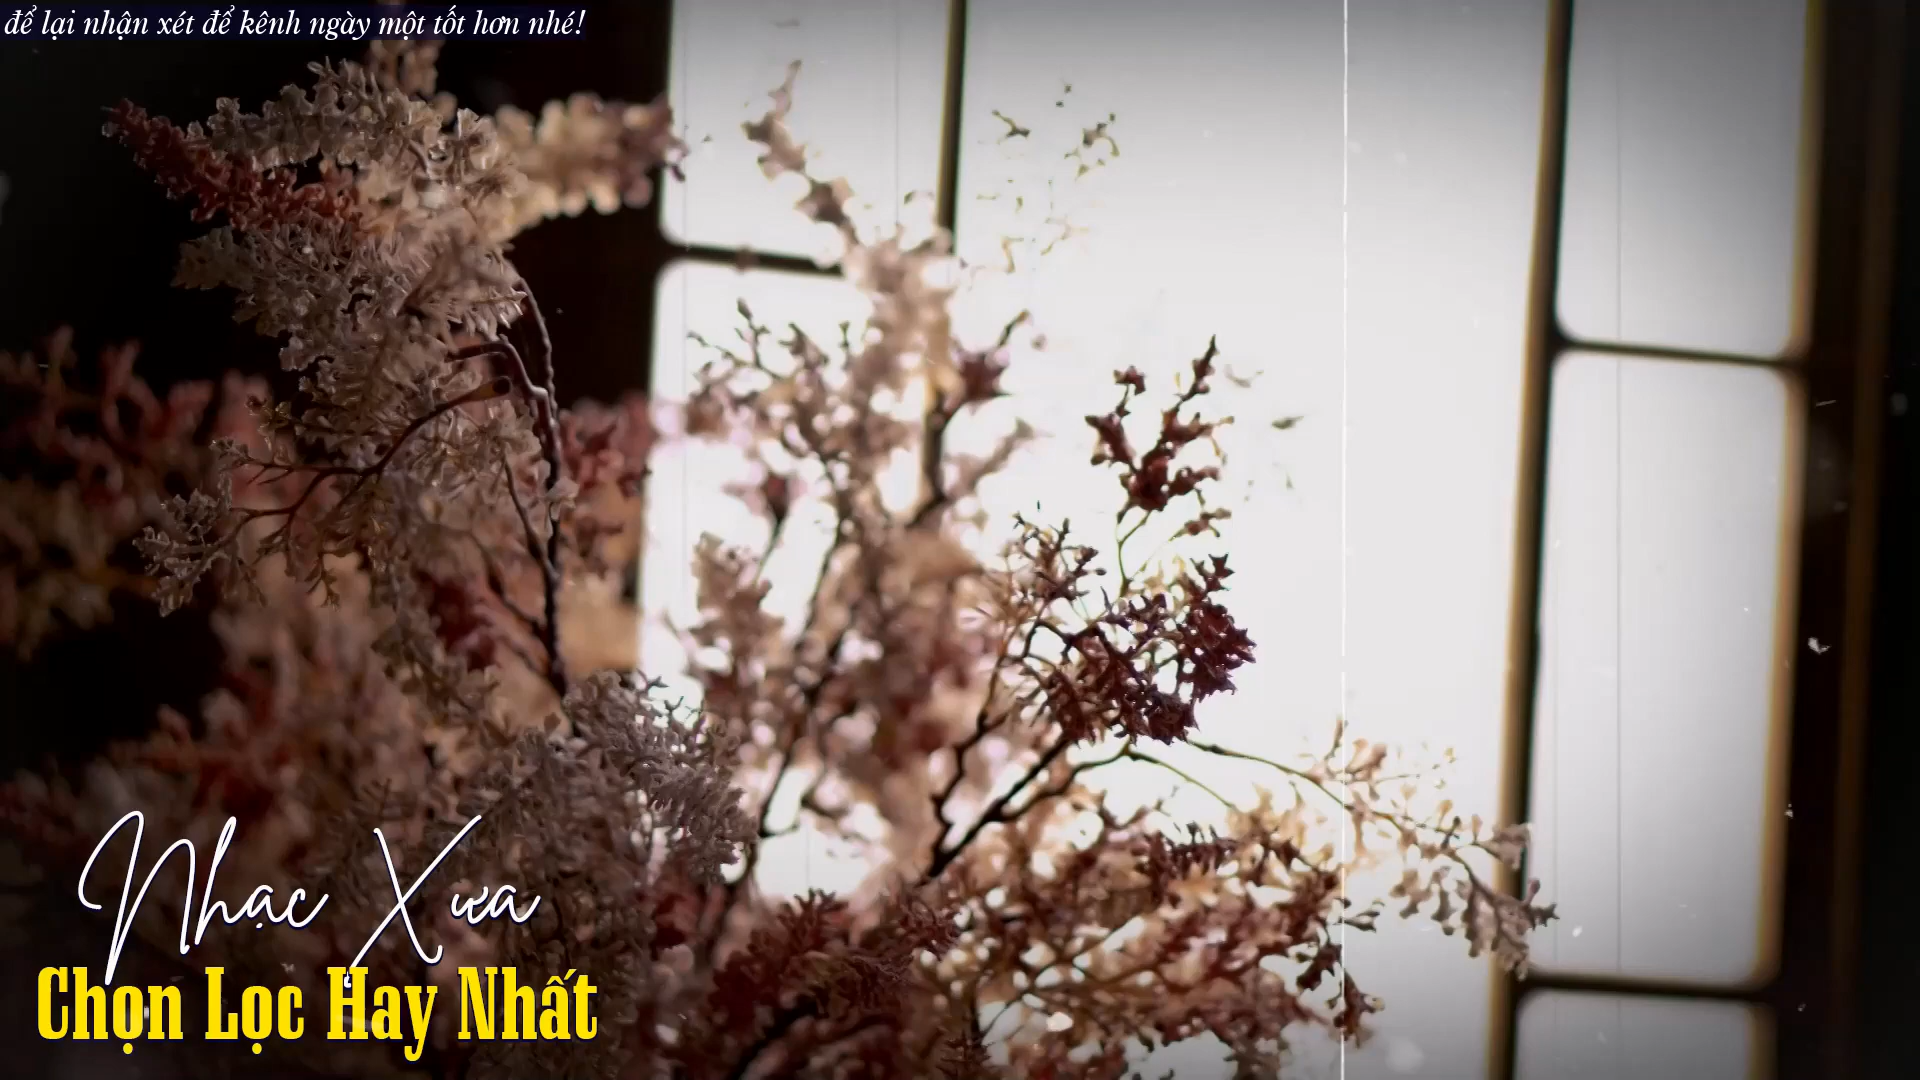 để lại nhận xét để kênh ngày một tốt hơn nhé!
Nhạc Xưa
Chọn Lọc Hay Nhất